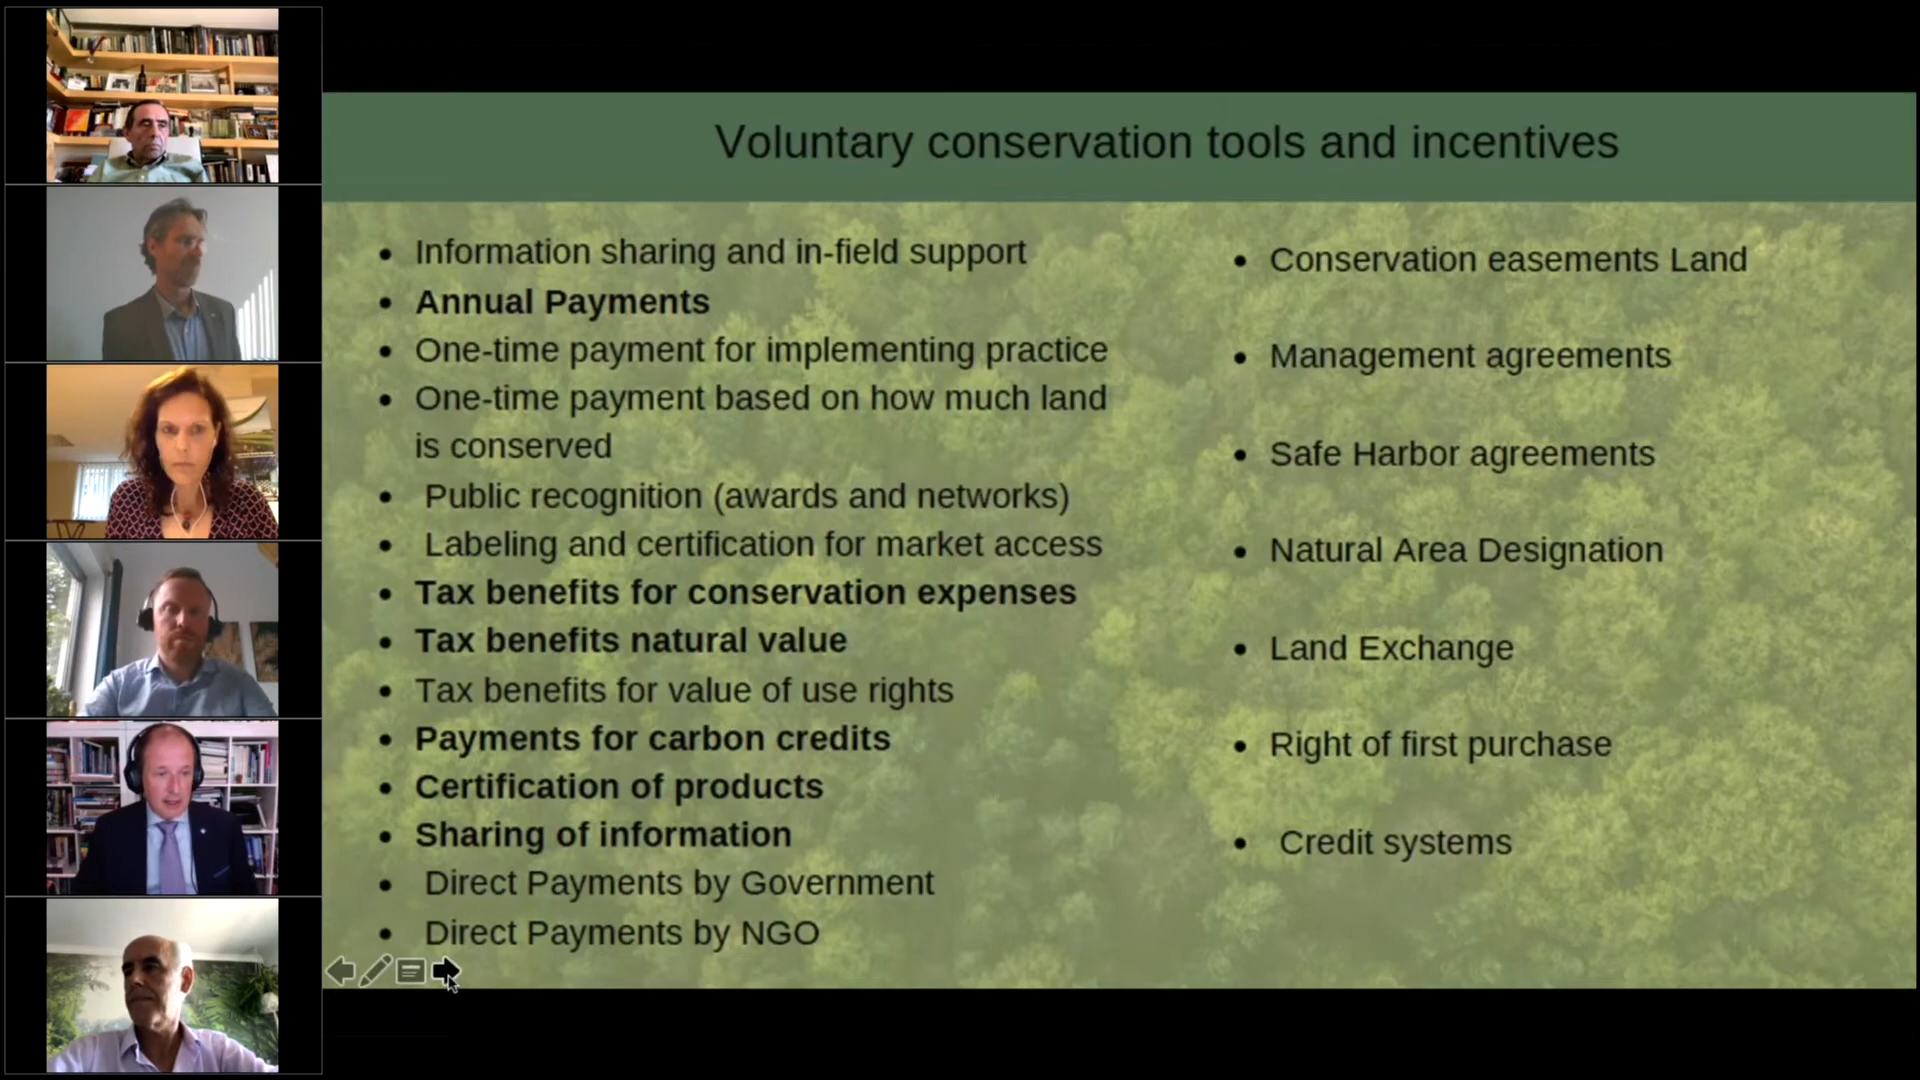 Voluntary conservation tools and incentives
• Information sharing and in-field support
• Annual Payments
• One-time payment for implementing practice
• One-time payment based on how much land
is conserved
• Public recognition (awards and networks)
• Labeling and certification for market access
• Tax benefits for conservation expenses
• Tax benefits natural value
• Tax benefits for value of use rights
• Payments for carbon credits
• Certification of products
• Sharing of information
• Direct Payments by Government
• Direct Payments by NGO
• Conservation easements Land
• Management agreements
• Safe Harbor agreements
• Natural Area Designation
• Land Exchange
• Right of first purchase
• Credit systems